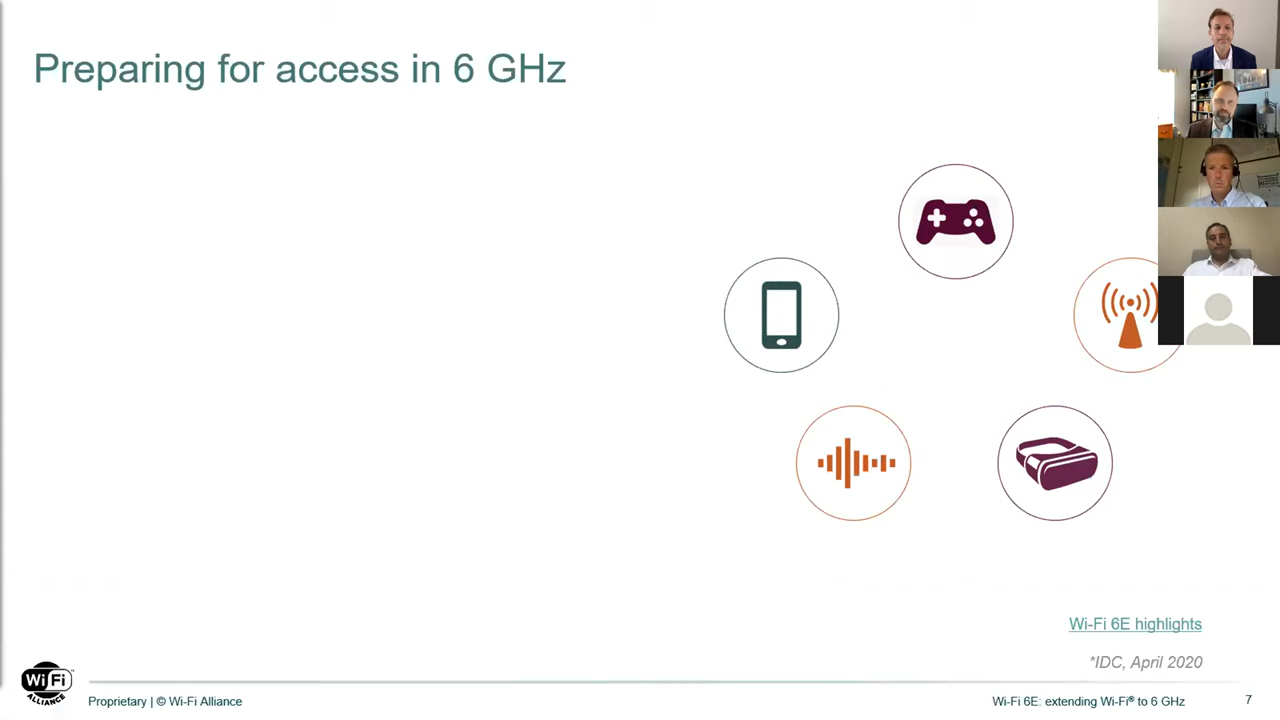 Preparing for access in 6 GHz
Wi-Fi 6E highlights
*IDC, April 2020
Wi Fi
ALLIANCE
Proprietary | © Wi-Fi Alliance
Wi-Fi 6E: extending Wi-Fi® to 6 GHz
7